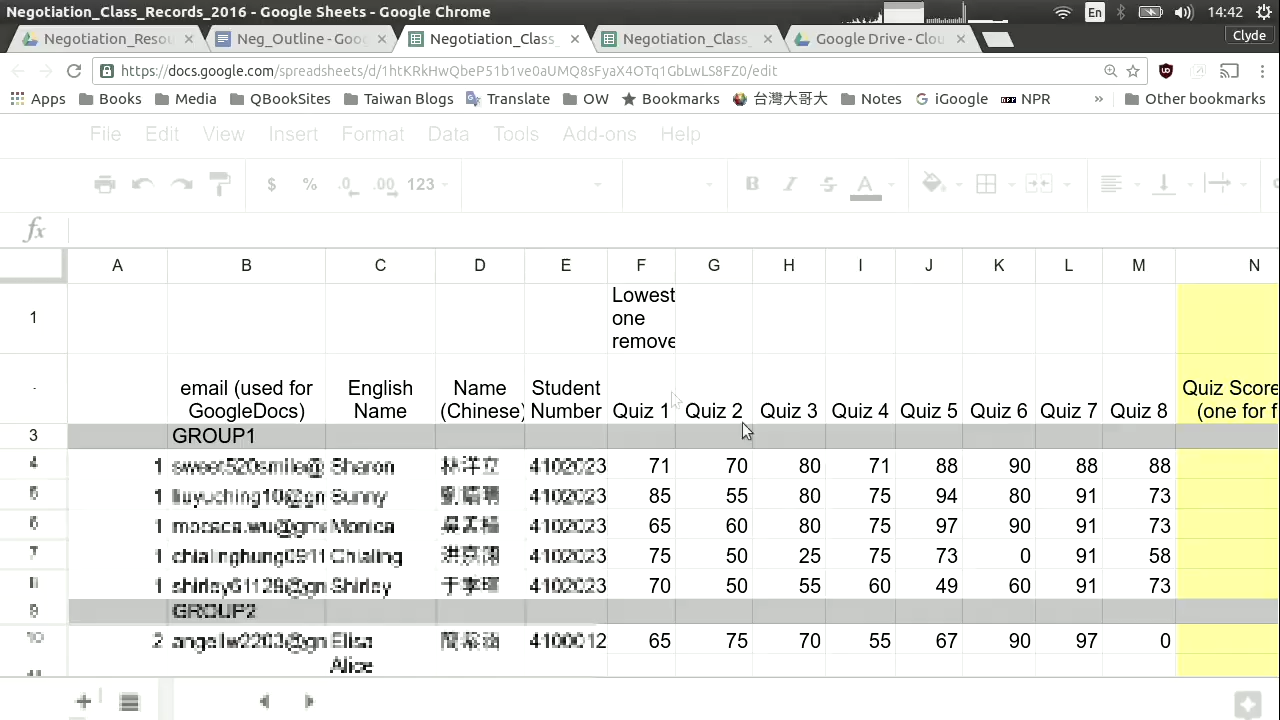 Negotiation_Class_Records_2016 - Google Sheets - Google Chrome
En
14:42
Negotiation_Resou
Neg_Outline - Goo
Negotiation_Class_
Negotiation_Class_
Google Drive - Clou
Clyde
https://docs.google.com/spreadsheets/d/
/edit
Apps Books Media QBookSites Taiwan Blogs Translate OW Bookmarks 台灣大哥大 Notes iGoogle NPR » Other bookmarks
File Edit View Insert Format Data Tools Add-ons Help
$ % .0 .00 123 B I S A
fx
A B C D E F G H I J K L M N
1 Lowest
one
remove
email (used for English Name Student Quiz Score
GoogleDocs) Name (Chinese) Number Quiz 1 Quiz 2 Quiz 3 Quiz 4 Quiz 5 Quiz 6 Quiz 7 Quiz 8 (one for f
3 GROUP1
4 1 Sharon 4102023 71 70 80 71 88 90 88 88
5 1 Sunny 4102023 85 55 80 75 94 80 91 73
6 1 Monica 4102023 65 60 80 75 97 90 91 73
7 1 Chialing 4102023 75 50 25 75 73 0 91 58
8 1 Shirley 4102023 70 50 55 60 49 60 91 73
9 GROUP2
10 2 Elisa 4100012 65 75 70 55 67 90 97 0
Alice